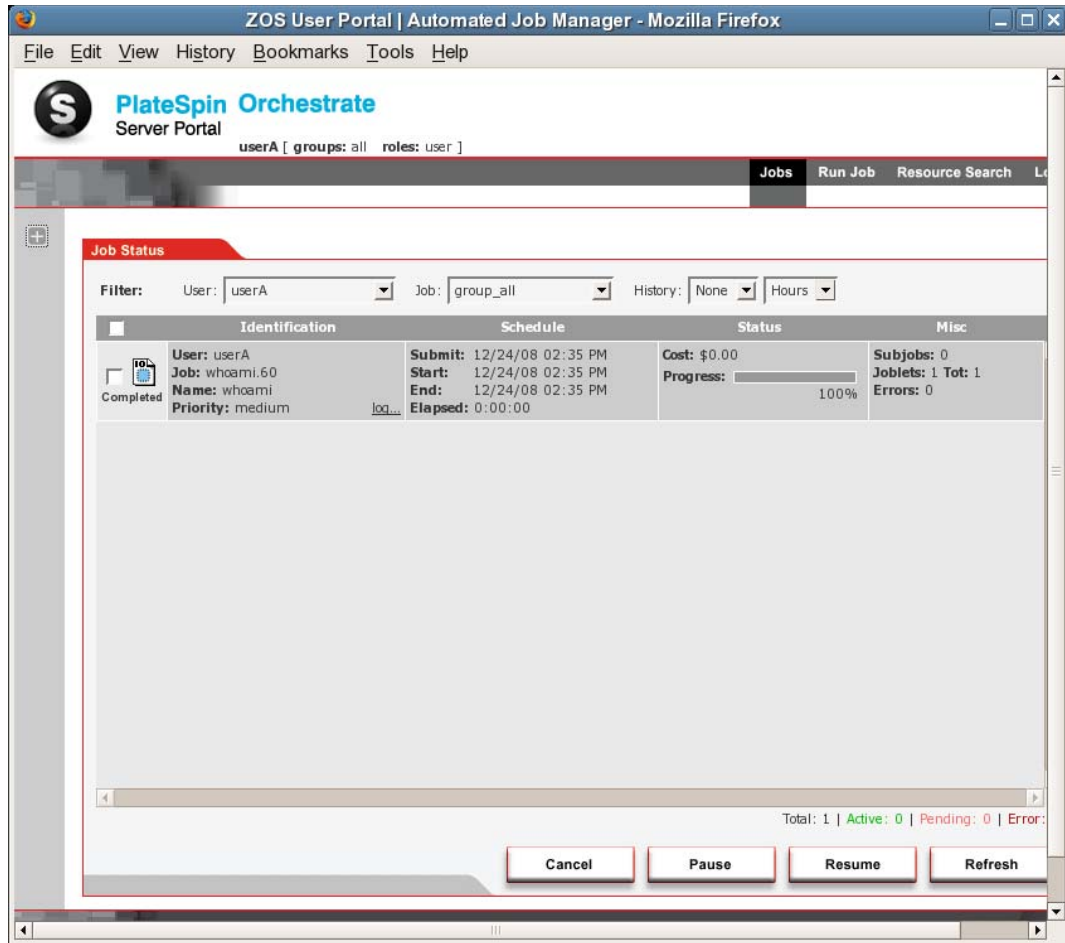 ZOS User Portal | Automated Job Manager - Mozilla Firefox
File Edit View History Bookmarks Tools Help
S
PlateSpin Orchestrate
Server Portal
userA [ groups: all roles: user ]
Jobs Run Job Resource Search
Job Status
Filter: User: userA Job: group_all History: None Hours
Identification Schedule Status Misc
User: userA Submit: 12/24/08 02:35 PM Cost: $0.00 Subjobs: 0
Job: whoami.60 Start: 12/24/08 02:35 PM Progress: Joblets: 1 Tot: 1
Completed Name: whoami End: 12/24/08 02:35 PM 100% Errors: 0
Priority: medium log... Elapsed: 0:00:00
Total: 1 | Active: 0 | Pending: 0 | Error:
Cancel Pause Resume Refresh